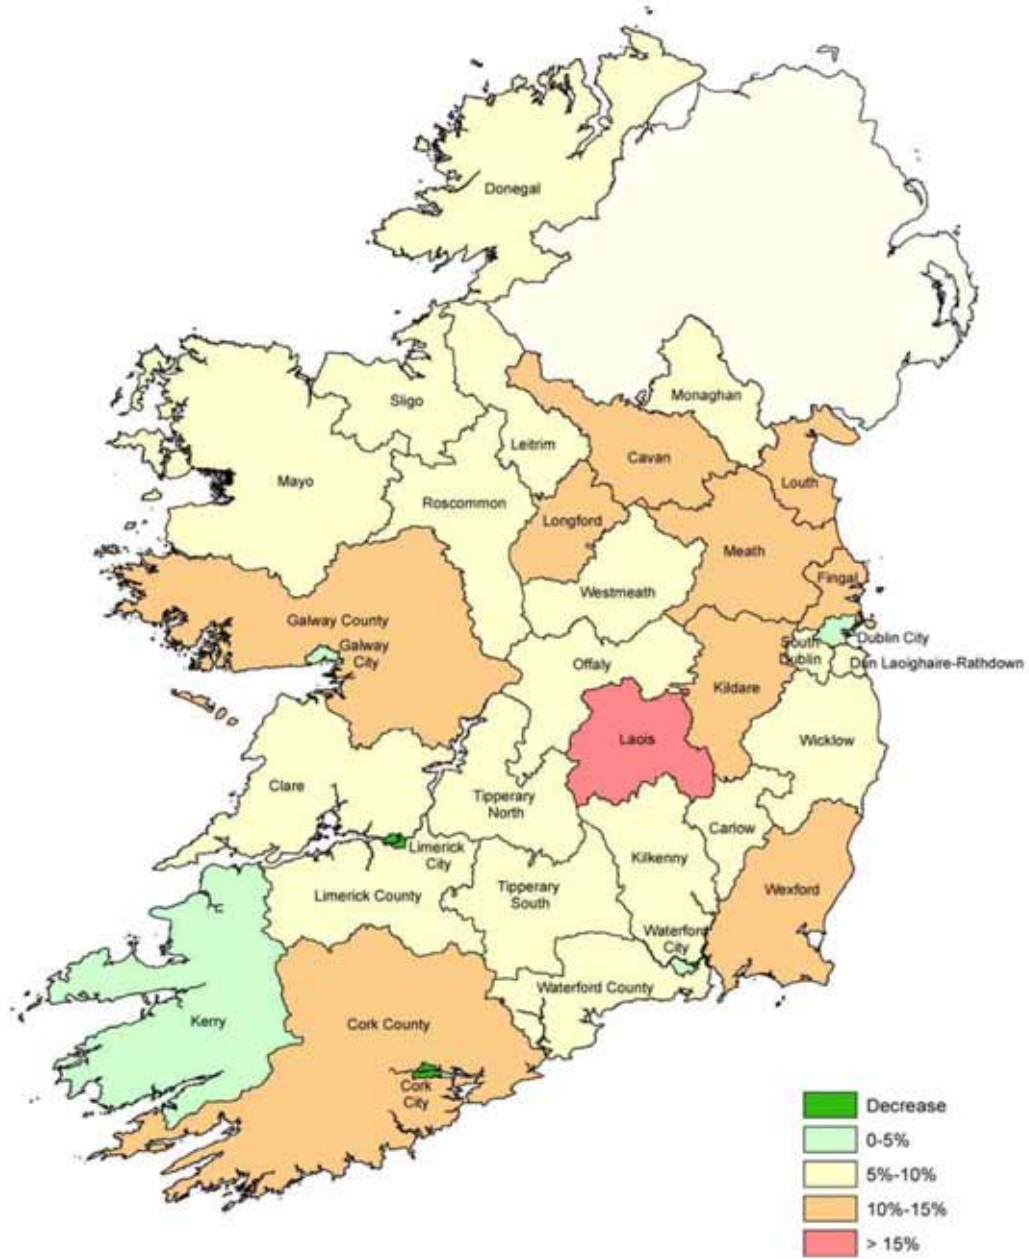 Donegal
Monaghan
Sligo
Leitrim
Cavan
Mayo
Louth
Roscommon
Longford
Meath
Fingal
Westmeath
Galway County
Galway
City
Dublin City
South
Dublin
Dun Laoighaire-Rathdown
Offaly
Kildare
Laois
Wicklow
Clare
Tipperary
North
Carlow
Limerick
City
Kilkenny
Limerick County
Tipperary
South
Wexford
Waterford
City
Waterford County
Kerry
Cork County
Cork
City
Decrease
0-5%
5%-10%
10%-15%
> 15%